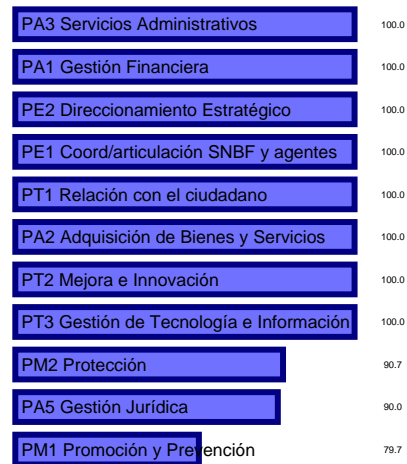 PA3 Servicios Administrativos 100.0
PA1 Gestión Financiera 100.0
PE2 Direccionamiento Estratégico 100.0
PE1 Coord/articulación SNBF y agentes 100.0
PT1 Relación con el ciudadano 100.0
PA2 Adquisición de Bienes y Servicios 100.0
PT2 Mejora e Innovación 100.0
PT3 Gestión de Tecnología e Información 100.0
PM2 Protección 90.7
PA5 Gestión Jurídica 90.0
PM1 Promoción y Prevención 79.7